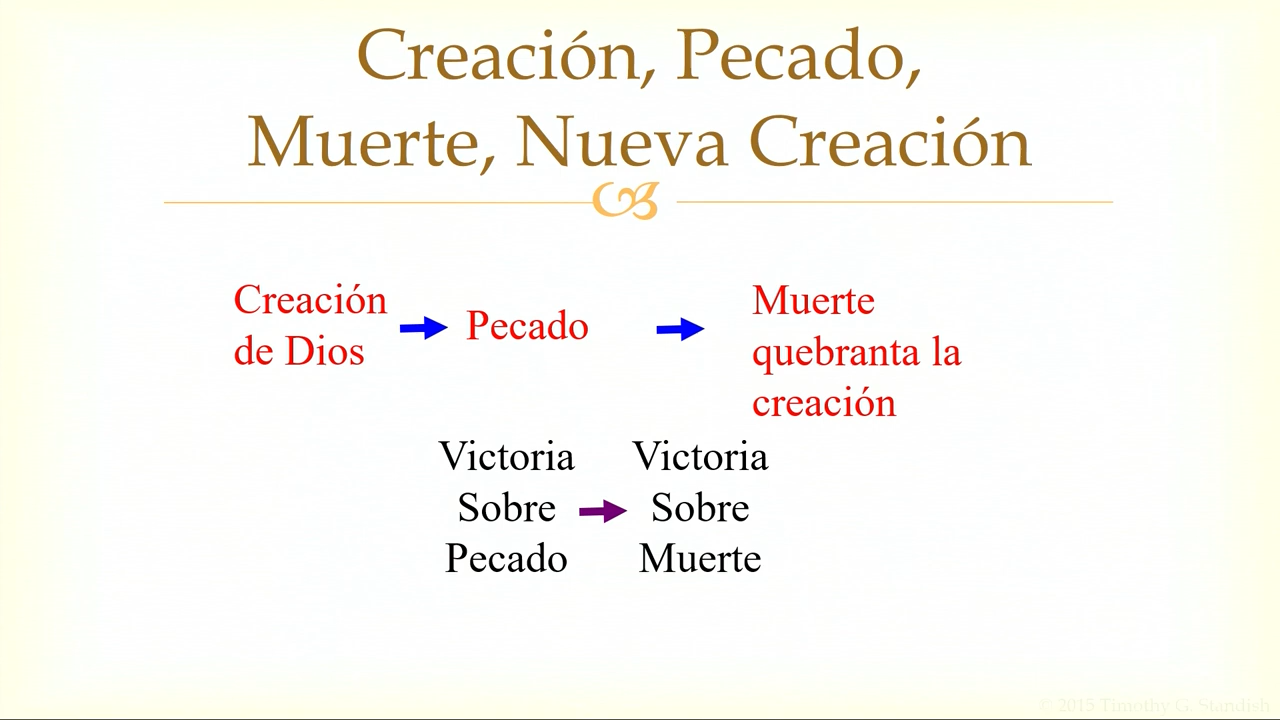 Creación, Pecado,
Muerte, Nueva Creación
Creación
de Dios
Pecado
Muerte
quebranta la
creación
Victoria
Sobre
Pecado
Victoria
Sobre
Muerte
© 2015 Timothy G. Standish